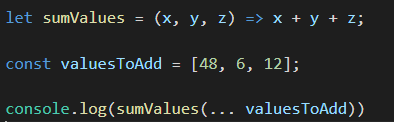 let sumValues = (x, y, z) => x + y + z;
const valuesToAdd = [48, 6, 12];
console.log(sumValues(... valuesToAdd))